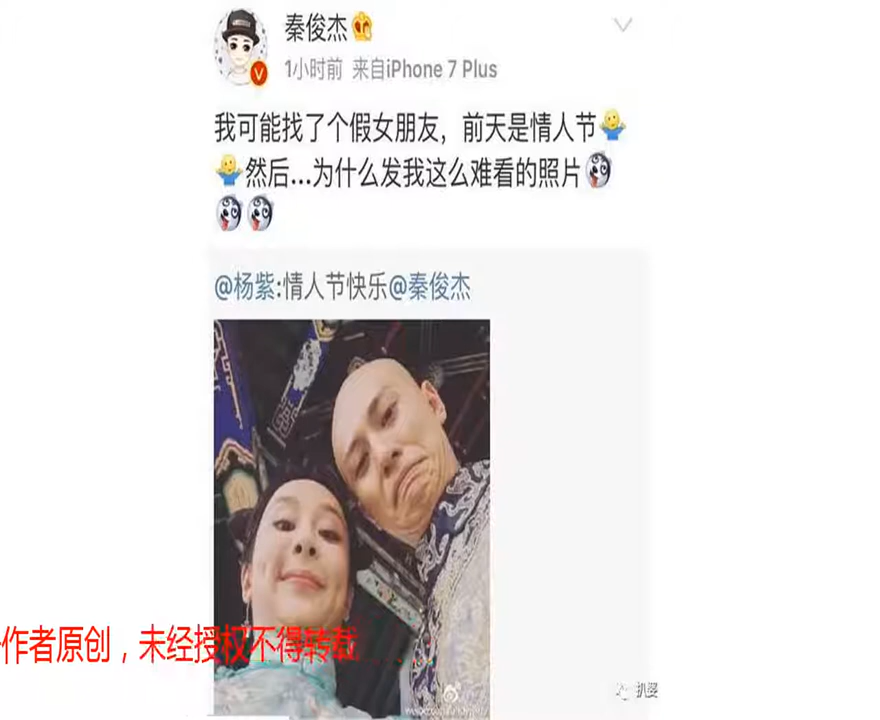 秦俊杰
1小时前 来自iPhone 7 Plus
我可能找了个假女朋友，前天是情人节
然后...为什么发我这么难看的照片
@杨紫:情人节快乐@秦俊杰
作者原创，未经授权不得转载
扒婆